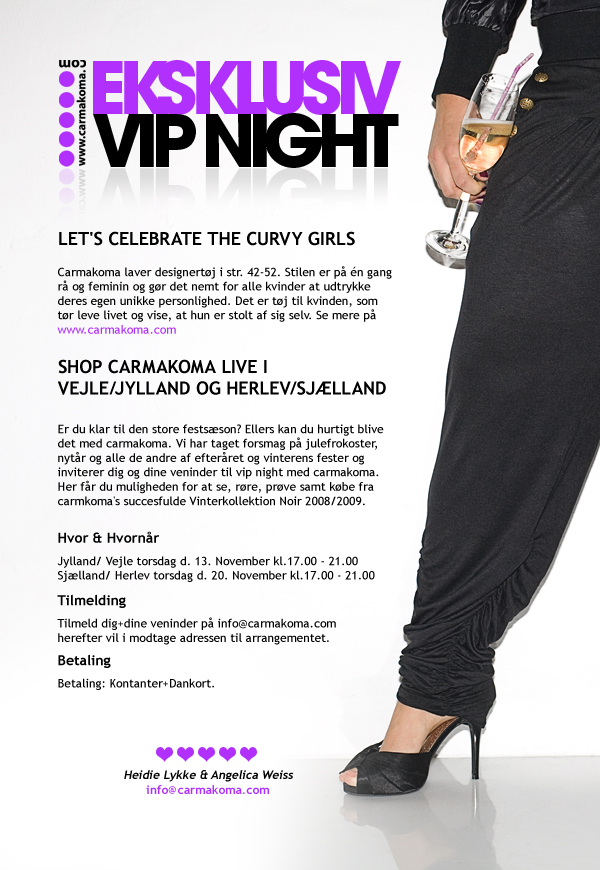 www.carmakoma.com
EKSKLUSIV
VIP NIGHT
LET'S CELEBRATE THE CURVY GIRLS
Carmakoma laver designertøj i str. 42-52. Stilen er på én gang
rå og feminin og gør det nemt for alle kvinder at udtrykke
deres egen unikke personlighed. Det er tøj til kvinden, som
tør leve livet og vise, at hun er stolt af sig selv. Se mere på
www.carmakoma.com
SHOP CARMAKOMA LIVE I
VEJLE/JYLLAND OG HERLEV/SJÆLLAND
Er du klar til den store festsæson? Ellers kan du hurtigt blive
det med carmakoma. Vi har taget forsmag på julefrokoster,
nytår og alle de andre af efteråret og vinterens fester og
inviterer dig og dine veninder til vip night med carmakoma.
Her får du muligheden for at se, røre, prøve samt købe fra
carmkoma's succesfulde Vinterkollektion Noir 2008/2009.
Hvor & Hvornår
Jylland/ Vejle torsdag d. 13. November kl.17.00 - 21.00
Sjælland/ Herlev torsdag d. 20. November kl.17.00 - 21.00
Tilmelding
Tilmeld dig+dine veninder på info@carmakoma.com
herefter vil i modtage adressen til arrangementet.
Betaling
Betaling: Kontanter+Dankort.
Heidie Lykke & Angelica Weiss
info@carmakoma.com